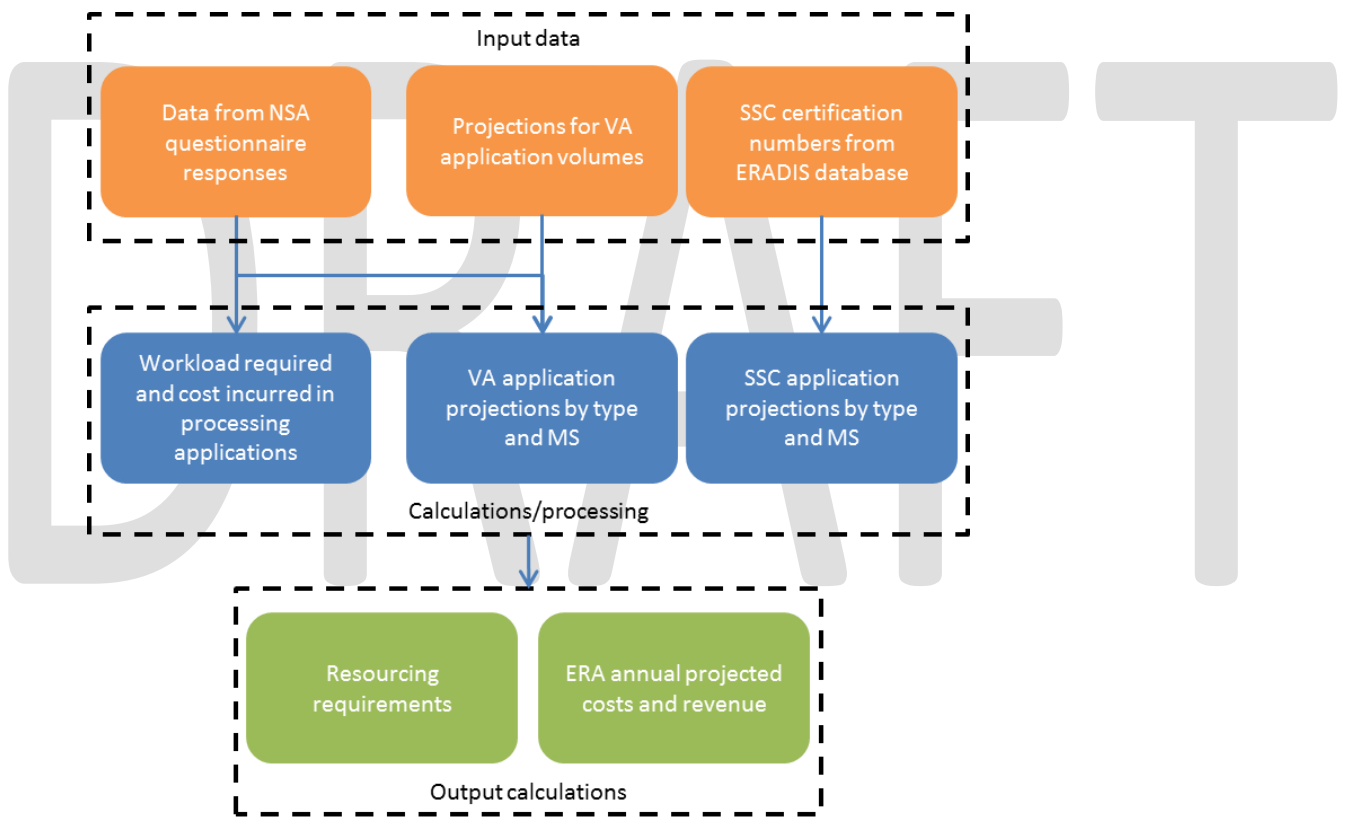 DRAFT
Input data
Data from NSA
questionnaire
responses
Projections for VA
application volumes
SSC certification
numbers from
ERADIS database
Workload required
and cost incurred in
processing
applications
VA application
projections by type
and MS
SSC application
projections by type
and MS
Calculations/processing
Resourcing
requirements
ERA annual projected
costs and revenue
Output calculations